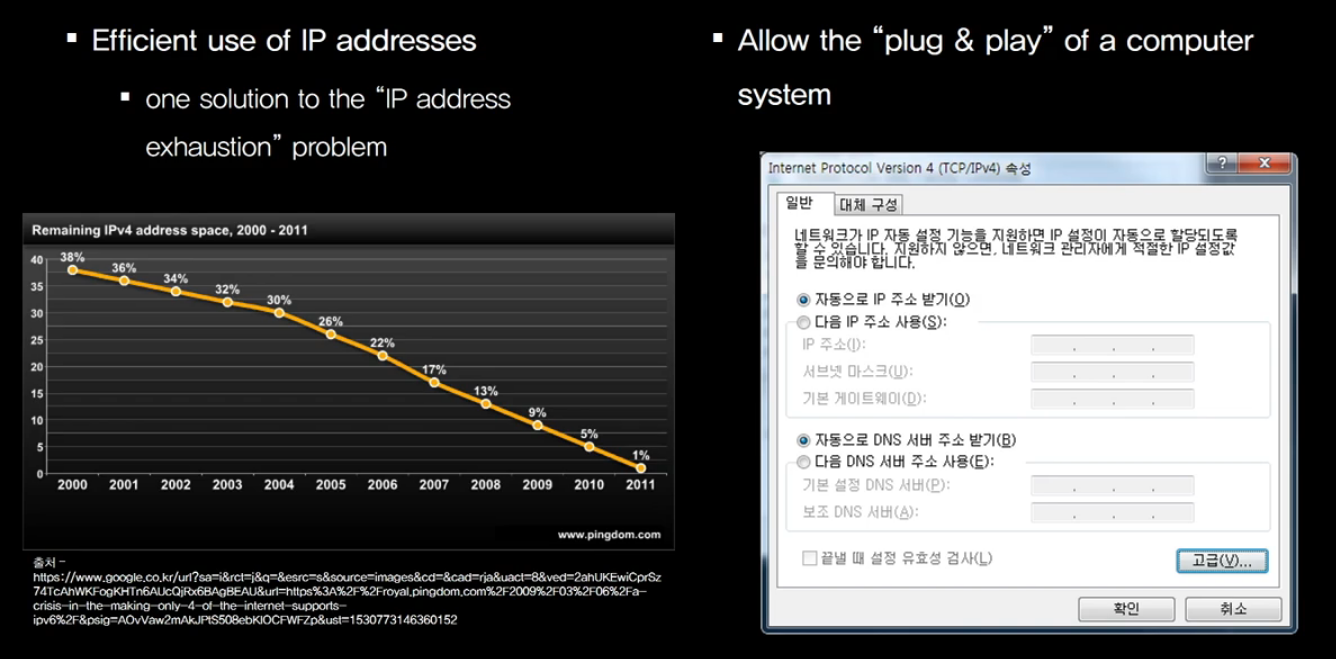 ▪ Efficient use of IP addresses
▪ one solution to the “IP address
exhaustion” problem
Remaining IPv4 address space, 2000 - 2011
40
35
30
25
20
15
10
5
0
38%
36%
34%
32%
30%
26%
22%
17%
13%
9%
5%
1%
2000 2001 2002 2003 2004 2005 2006 2007 2008 2009 2010 2011
www.pingdom.com
출처 -
https://www.google.co.kr/url?sa=i&rct=j&q=&esrc=s&source=images&cd=&cad=rja&uact=8&ved=2ahUKEwiCprSz
74TcAhWKFogKHTn6AUcQjRx6BAgBEAU&url=https%3A%2F%2Froyal.pingdom.com%2F2009%2F03%2F06%2Fa-
crisis-in-the-making-only-4-of-the-internet-supports-
ipv6%2F&psig=AOvVaw2mAkJPtS508ebKlOCFWFZp&ust=1530773146360152
▪ Allow the “plug & play” of a computer
system
Internet Protocol Version 4 (TCP/IPv4) 속성
일반 대체 구성
네트워크가 IP 자동 설정 기능을 지원하면 IP 설정이 자동으로 할당되도록
할 수 있습니다. 지원하지 않으면, 네트워크 관리자에게 적절한 IP 설정값
을 문의해야 합니다.
자동으로 IP 주소 받기(O)
다음 IP 주소 사용(S):
IP 주소(I):
서브넷 마스크(U):
기본 게이트웨이(D):
자동으로 DNS 서버 주소 받기(B)
다음 DNS 서버 주소 사용(E):
기본 설정 DNS 서버(P):
보조 DNS 서버(A):
끝낼 때 설정 유효성 검사(L)
고급(V)...
확인 취소